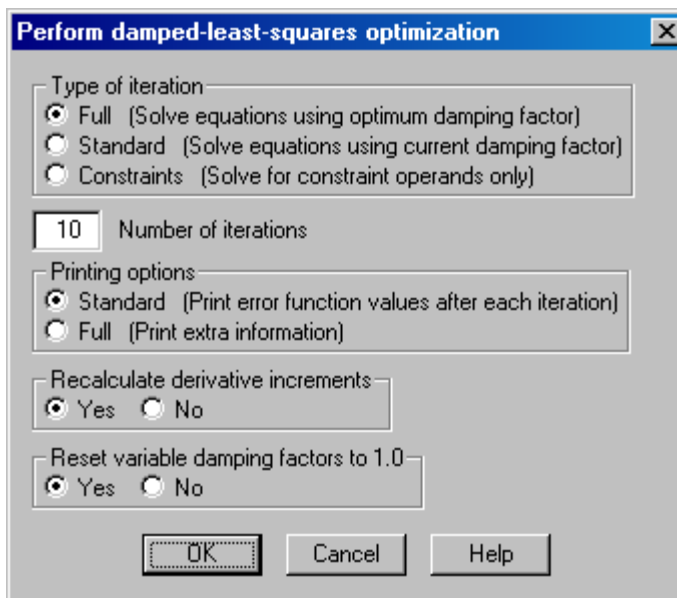 Perform damped-least-squares optimization
Type of iteration
Full (Solve equations using optimum damping factor)
Standard (Solve equations using current damping factor)
Constraints (Solve for constraint operands only)
10 Number of iterations
Printing options
Standard (Print error function values after each iteration)
Full (Print extra information)
Recalculate derivative increments
Yes No
Reset variable damping factors to 1.0
Yes No
OK Cancel Help